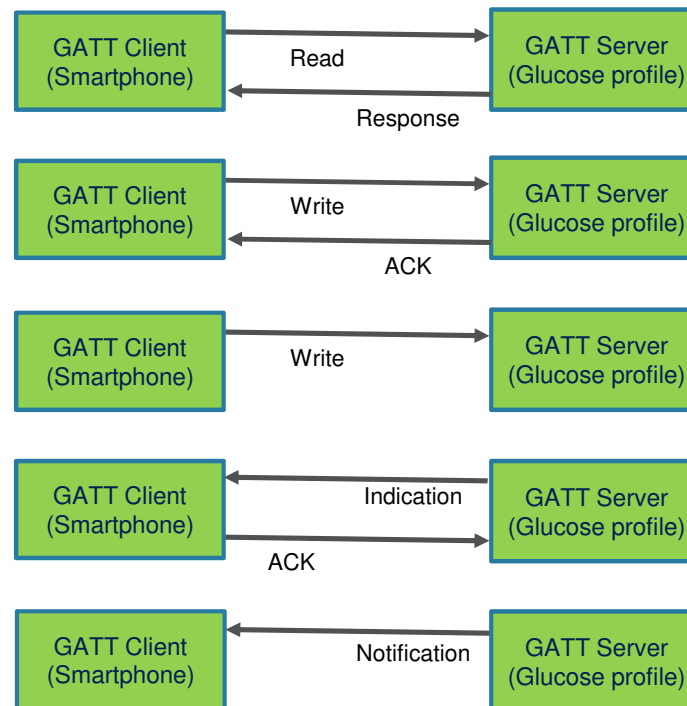 GATT Client
(Smartphone)
Read
Response
GATT Server
(Glucose profile)
GATT Client
(Smartphone)
Write
ACK
GATT Server
(Glucose profile)
GATT Client
(Smartphone)
Write
GATT Server
(Glucose profile)
GATT Client
(Smartphone)
Indication
ACK
GATT Server
(Glucose profile)
GATT Client
(Smartphone)
Notification
GATT Server
(Glucose profile)